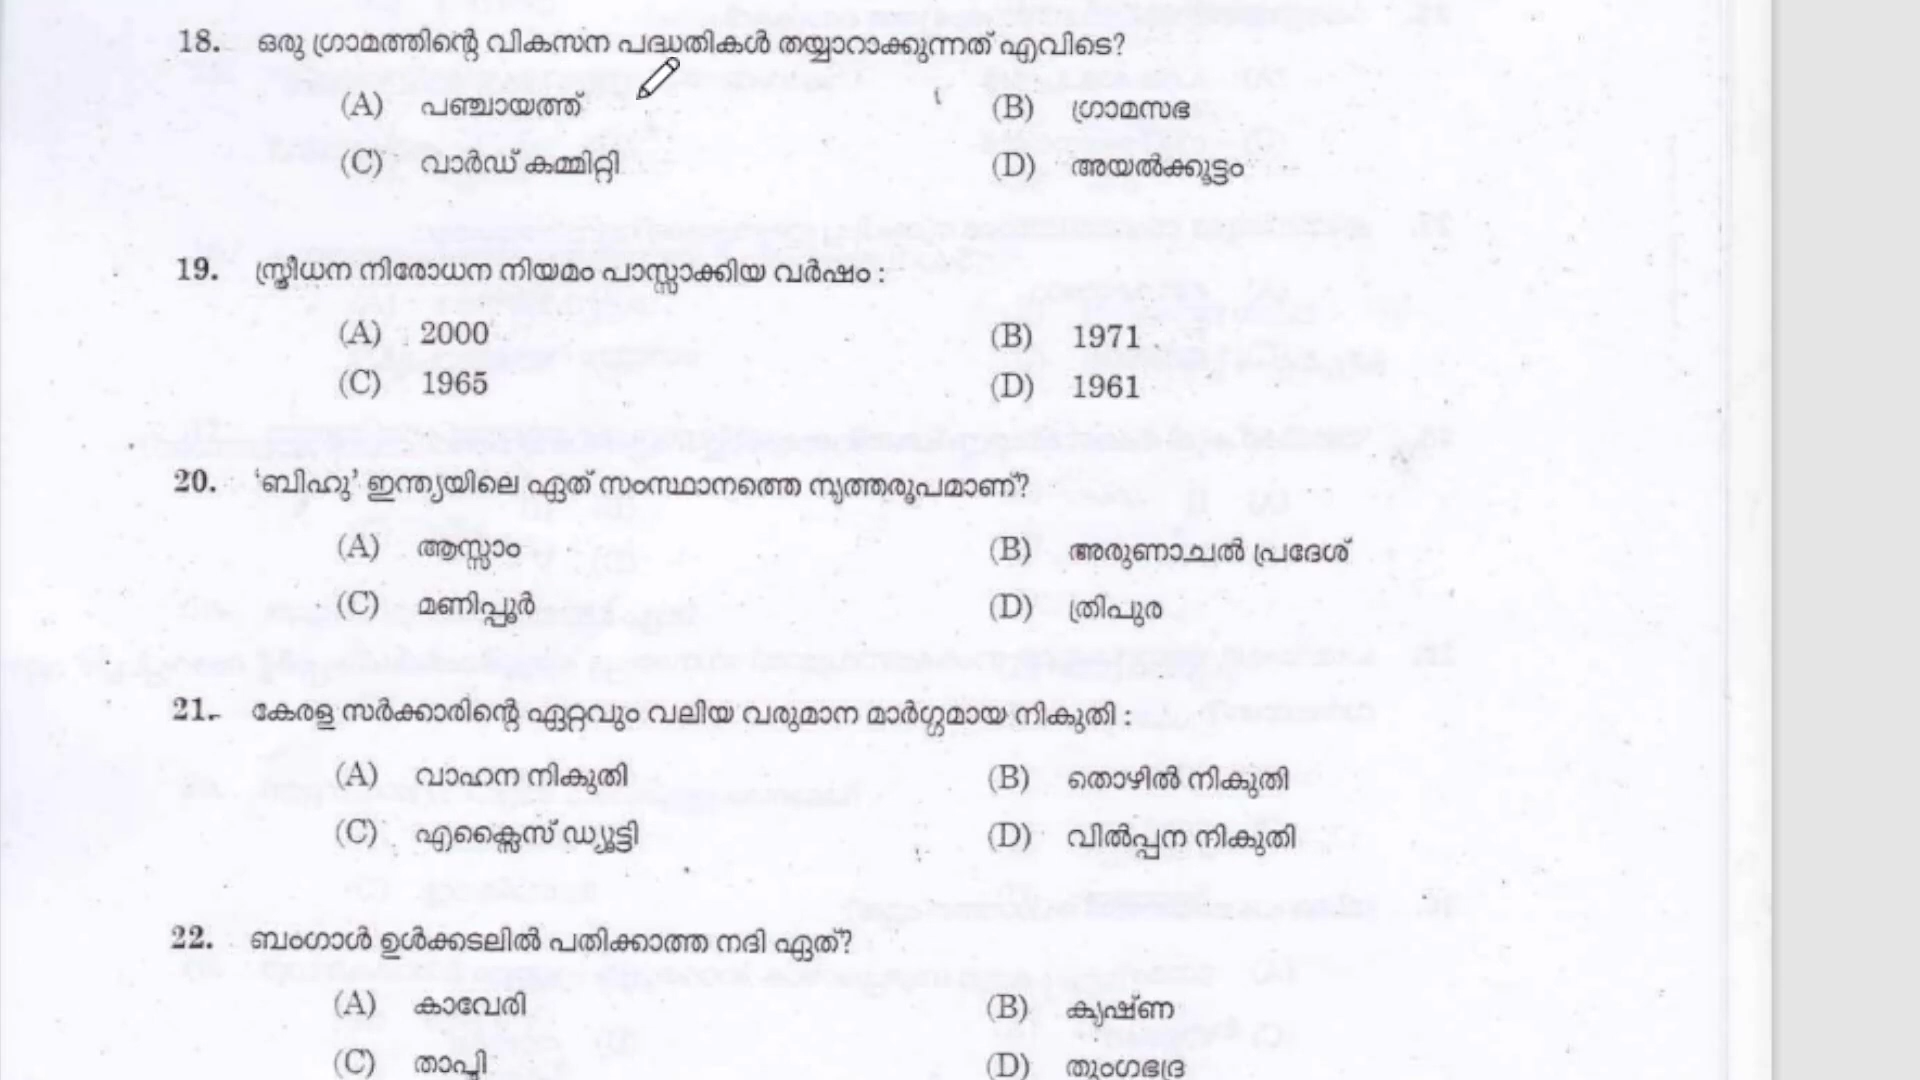 18. ഒരു ഗ്രാമത്തിന്റെ വികസന പദ്ധതികൾ തയ്യാറാക്കുന്നത് എവിടെ?
(A) പഞ്ചായത്ത് (B) ഗ്രാമസഭ
(C) വാർഡ് കമ്മിറ്റി (D) അയൽക്കൂട്ടം
19. സ്ത്രീധന നിരോധന നിയമം പാസ്സാക്കിയ വർഷം :
(A) 2000 (B) 1971
(C) 1965 (D) 1961
20. 'ബിഹു' ഇന്ത്യയിലെ ഏത് സംസ്ഥാനത്തെ നൃത്തരൂപമാണ്?
(A) ആസ്സാം (B) അരുണാചൽ പ്രദേശ്
(C) മണിപ്പൂർ (D) ത്രിപുര
21. കേരള സർക്കാരിന്റെ ഏറ്റവും വലിയ വരുമാന മാർഗ്ഗമായ നികുതി :
(A) വാഹന നികുതി (B) തൊഴിൽ നികുതി
(C) എക്സൈസ് ഡ്യൂട്ടി (D) വിൽപ്പന നികുതി
22. ബംഗാൾ ഉൾക്കടലിൽ പതിക്കാത്ത നദി ഏത്?
(A) കാവേരി (B) കൃഷ്ണ
(C) താപ്തി (D) തുംഗഭദ്ര